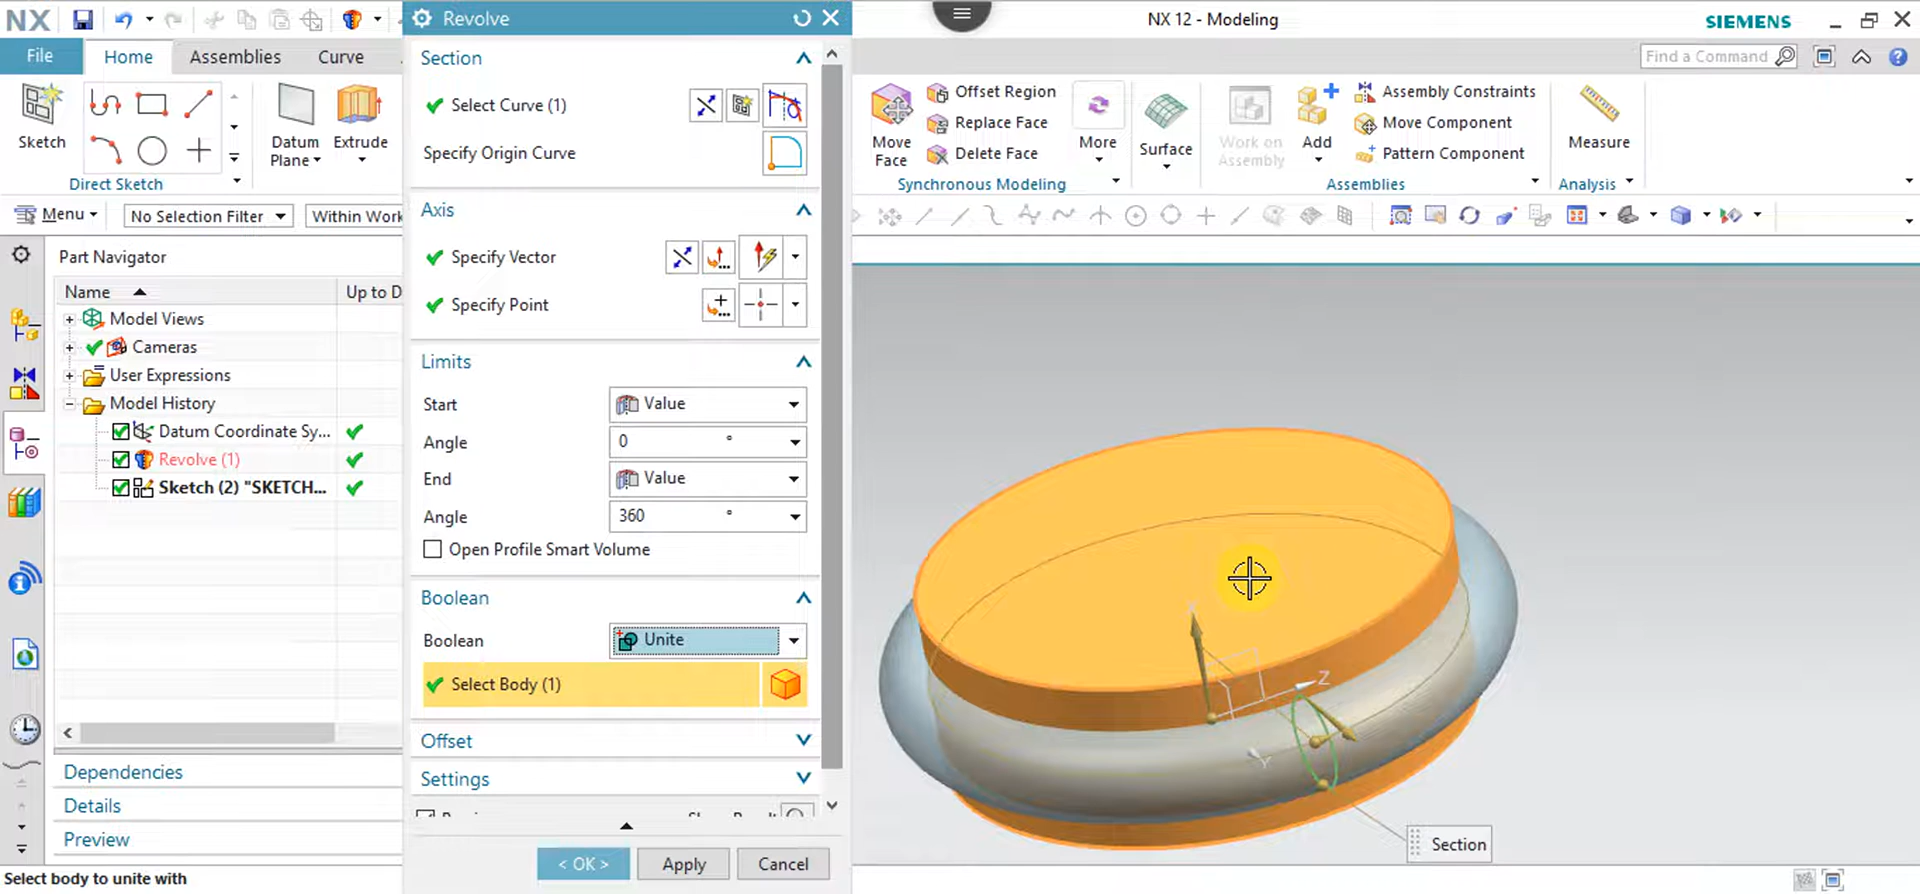 NX
Revolve
NX 12 - Modeling
SIEMENS
File
Home
Assemblies
Curve
Find a Command
Sketch
Datum
Plane
Extrude
Direct Sketch
Move
Face
Offset Region
Replace Face
Delete Face
More
Synchronous Modeling
Surface
Work on
Assembly
Add
Assembly Constraints
Move Component
Pattern Component
Assemblies
Measure
Analysis
Menu
No Selection Filter
Within Work
Part Navigator
Name
Up to D
Model Views
Cameras
User Expressions
Model History
Datum Coordinate Sy...
Revolve (1)
Sketch (2) "SKETCH...
Dependencies
Details
Preview
Select body to unite with
Section
Select Curve (1)
Specify Origin Curve
Axis
Specify Vector
Specify Point
Limits
Start
Value
Angle
0 °
End
Value
Angle
360 °
Open Profile Smart Volume
Boolean
Boolean
Unite
Select Body (1)
Offset
Settings
< OK >
Apply
Cancel
Z
Y
Section